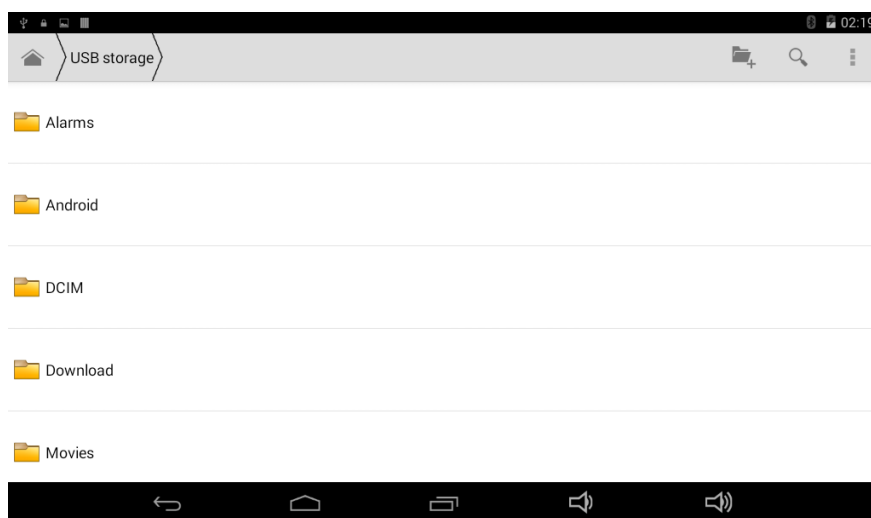 02:19
USB storage
Alarms
Android
DCIM
Download
Movies